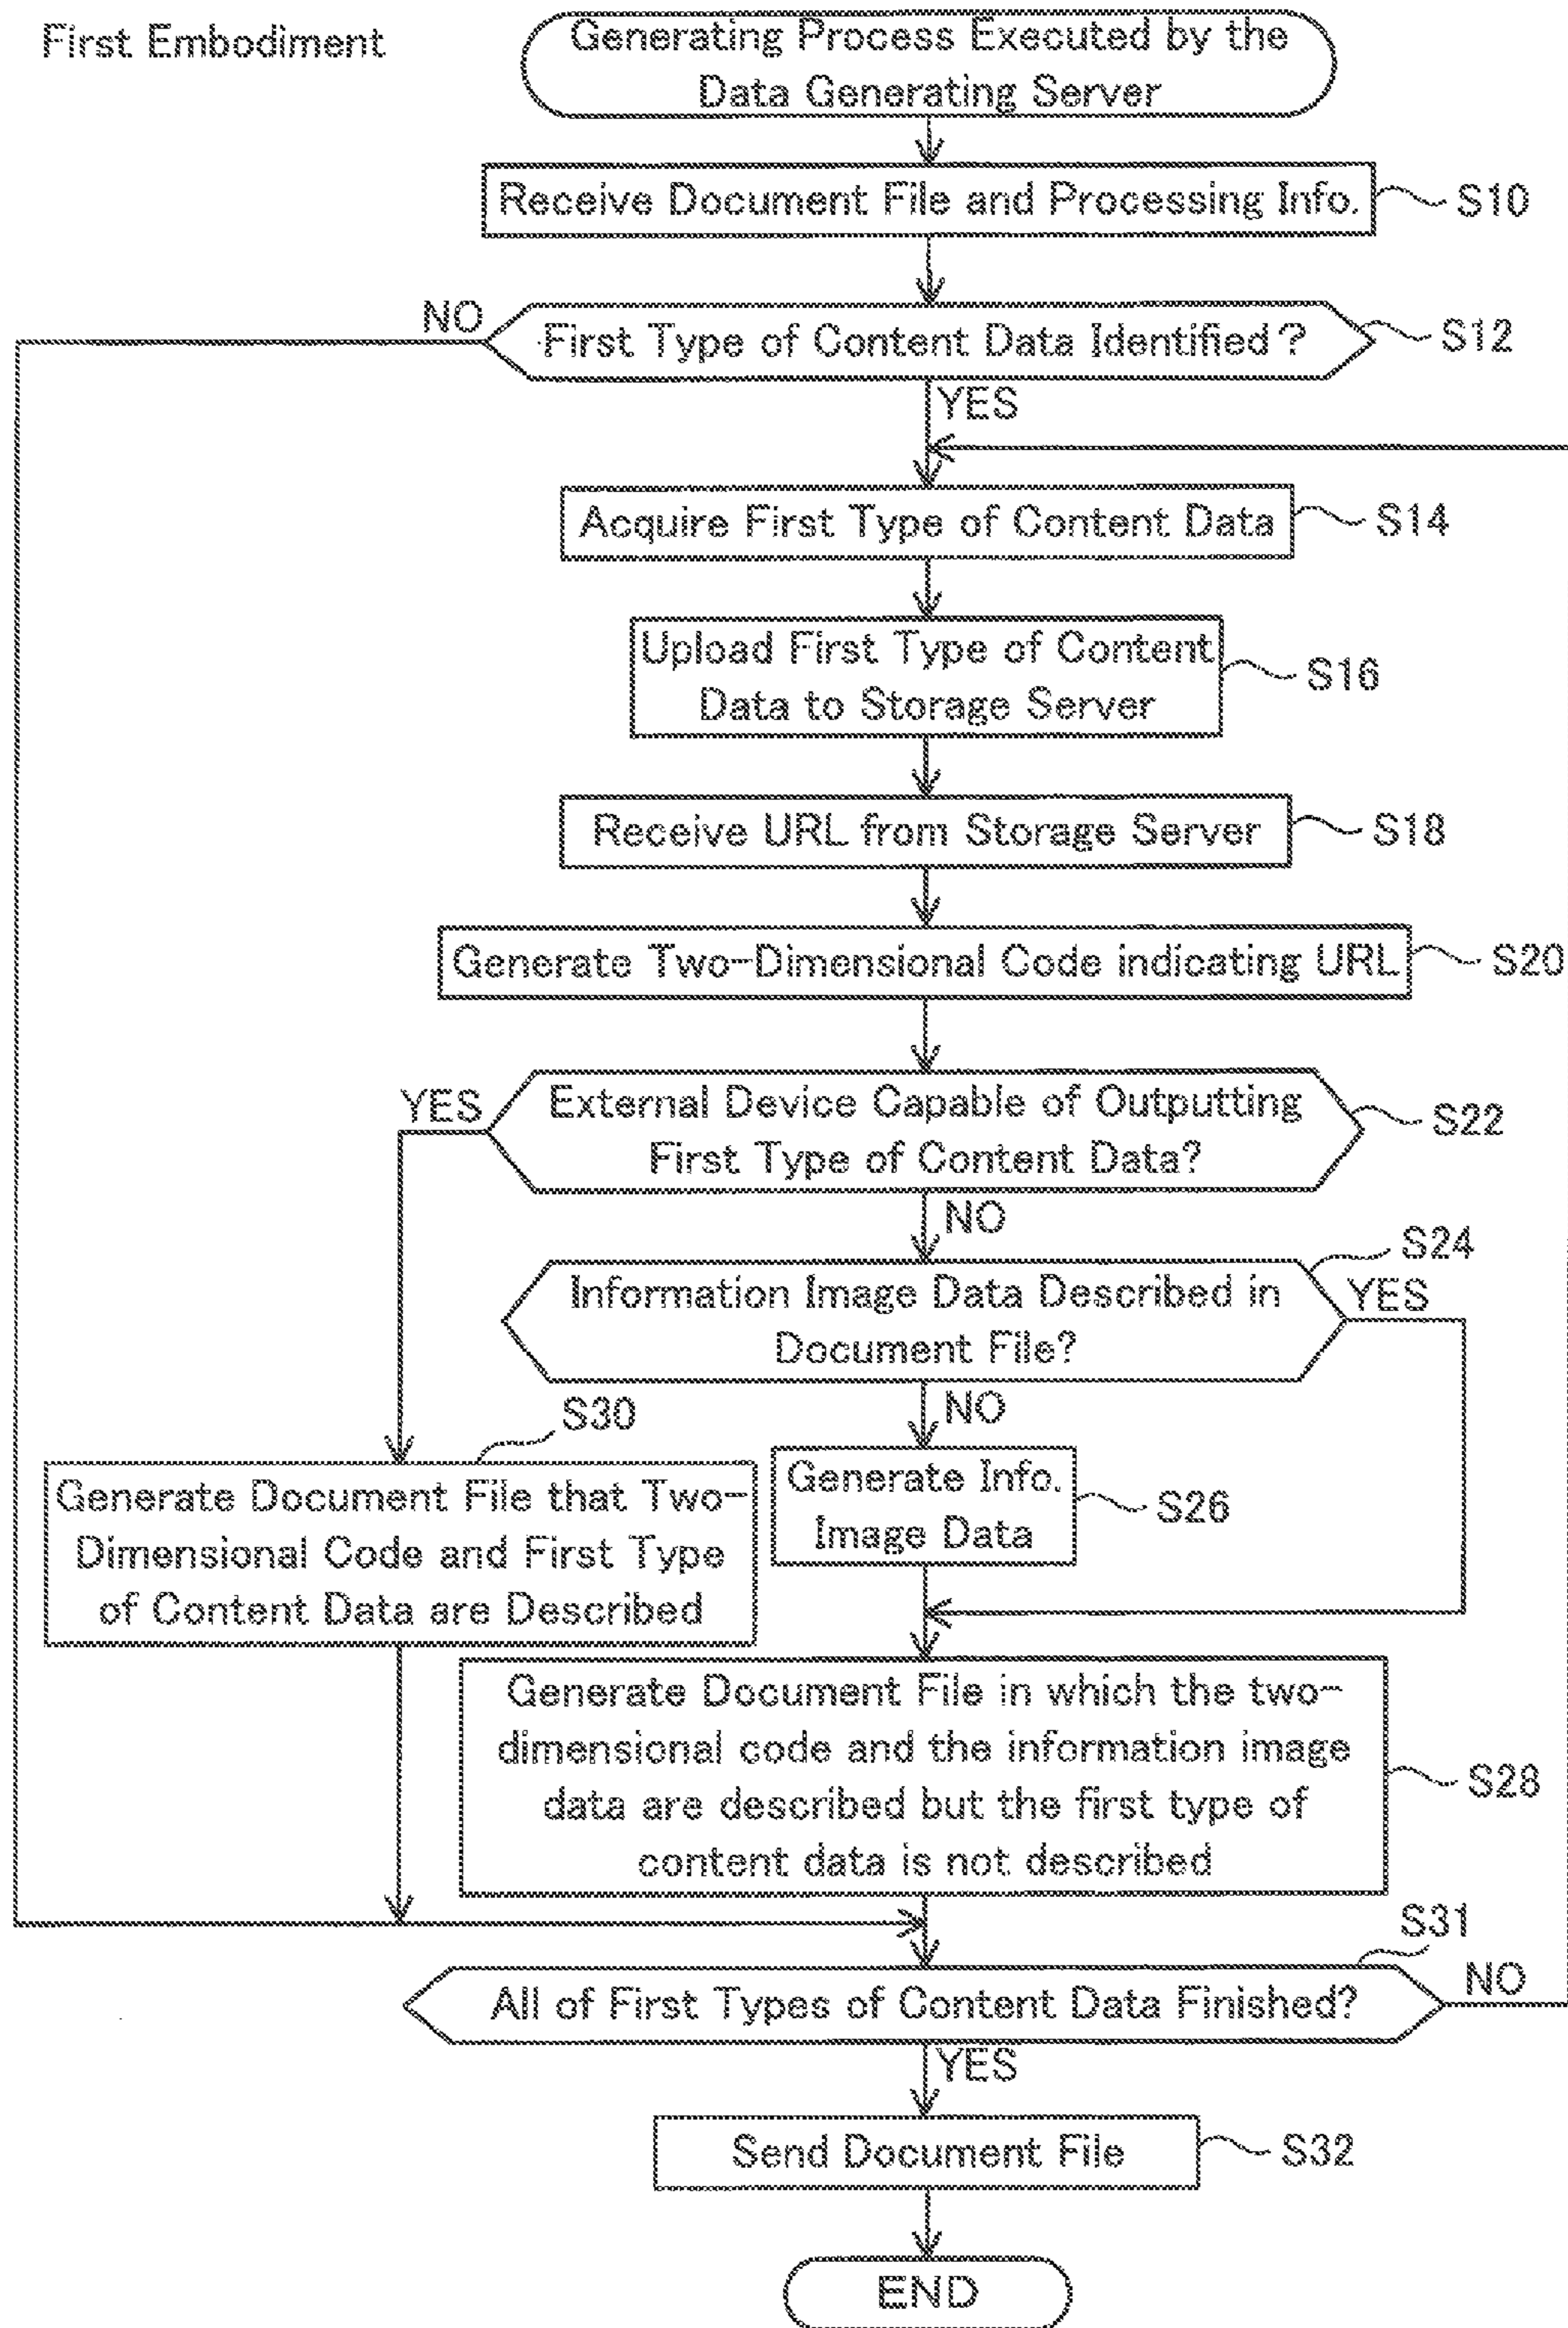 First Embodiment
Generating Process Executed by the
Data Generating Server
Receive Document File and Processing Info.
S10
NO
First Type of Content Data Identified?
S12
YES
Acquire First Type of Content Data
S14
Upload First Type of Content
Data to Storage Server
S16
Receive URL from Storage Server
S18
Generate Two-Dimensional Code indicating URL
S20
YES
External Device Capable of Outputting
First Type of Content Data?
S22
NO
S24
Information Image Data Described in
Document File?
YES
NO
S30
Generate Document File that Two-
Dimensional Code and First Type
of Content Data are Described
Generate Info.
Image Data
S26
Generate Document File in which the two-
dimensional code and the information image
data are described but the first type of
content data is not described
S28
S31
All of First Types of Content Data Finished?
NO
YES
Send Document File
S32
END